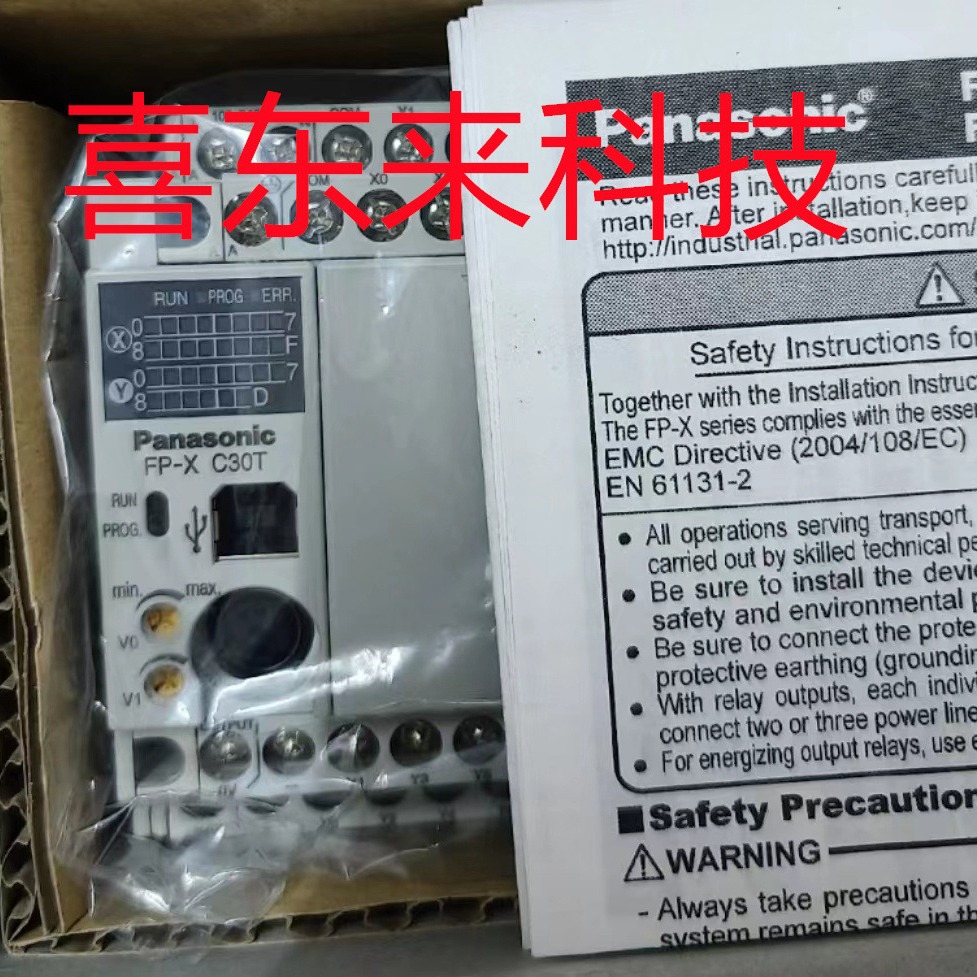 喜东来科技
X1
OM X0
A
RUN PROG ERR.
X 0 7
8 F
Y 0 7
8 D
Panasonic
FP-X C30T
RUN
PROG.
min. max.
V0
V1
Y3
Panasonic®
Read these instructions carefull
manner. After installation,keep
http://industrial.panasonic.com/
Safety Instructions for
Together with the Installation Instruc
The FP-X series complies with the esse
EMC Directive (2004/108/EC)
EN 61131-2
• All operations serving transport,
carried out by skilled technical pe
• Be sure to install the devi
safety and environmental p
• Be sure to connect the prote
protective earthing (groundin
• With relay outputs, each indivi
connect two or three power line
• For energizing output relays, use e
■Safety Precaution
WARNING
- Always take precautions
system remains safe in th